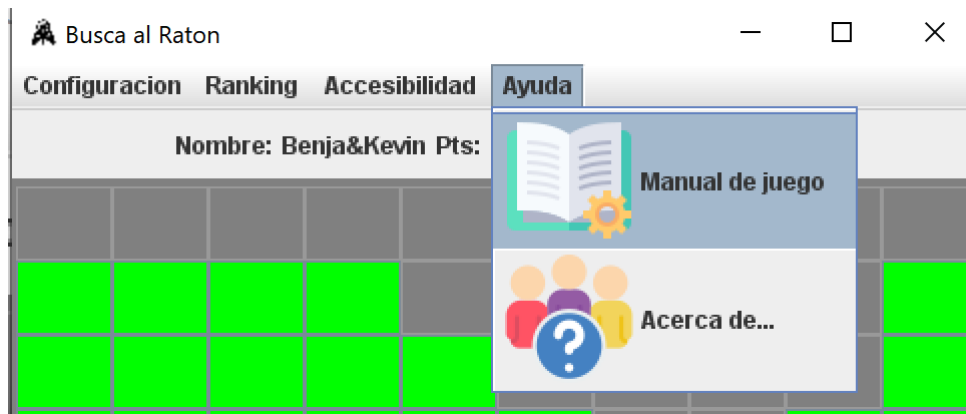 Busca al Raton
Configuracion Ranking Accesibilidad Ayuda
Nombre: Benja&Kevin Pts:
Manual de juego
Acerca de...